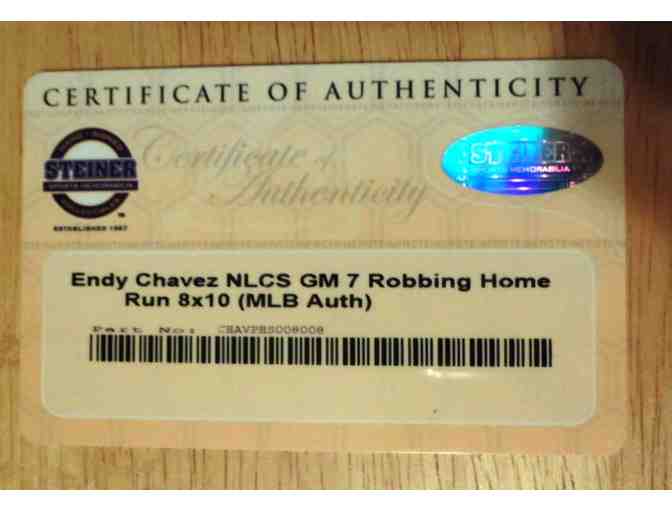 CERTIFICATE OF AUTHENTICITY
STEINER
SPORTS MEMORABILIA
ESTABLISHED 1987
Certificate of
Authenticity
STEINER
SPORTS MEMORABILIA
Endy Chavez NLCS GM 7 Robbing Home
Run 8x10 (MLB Auth)
Part No: CHAVPHS008008